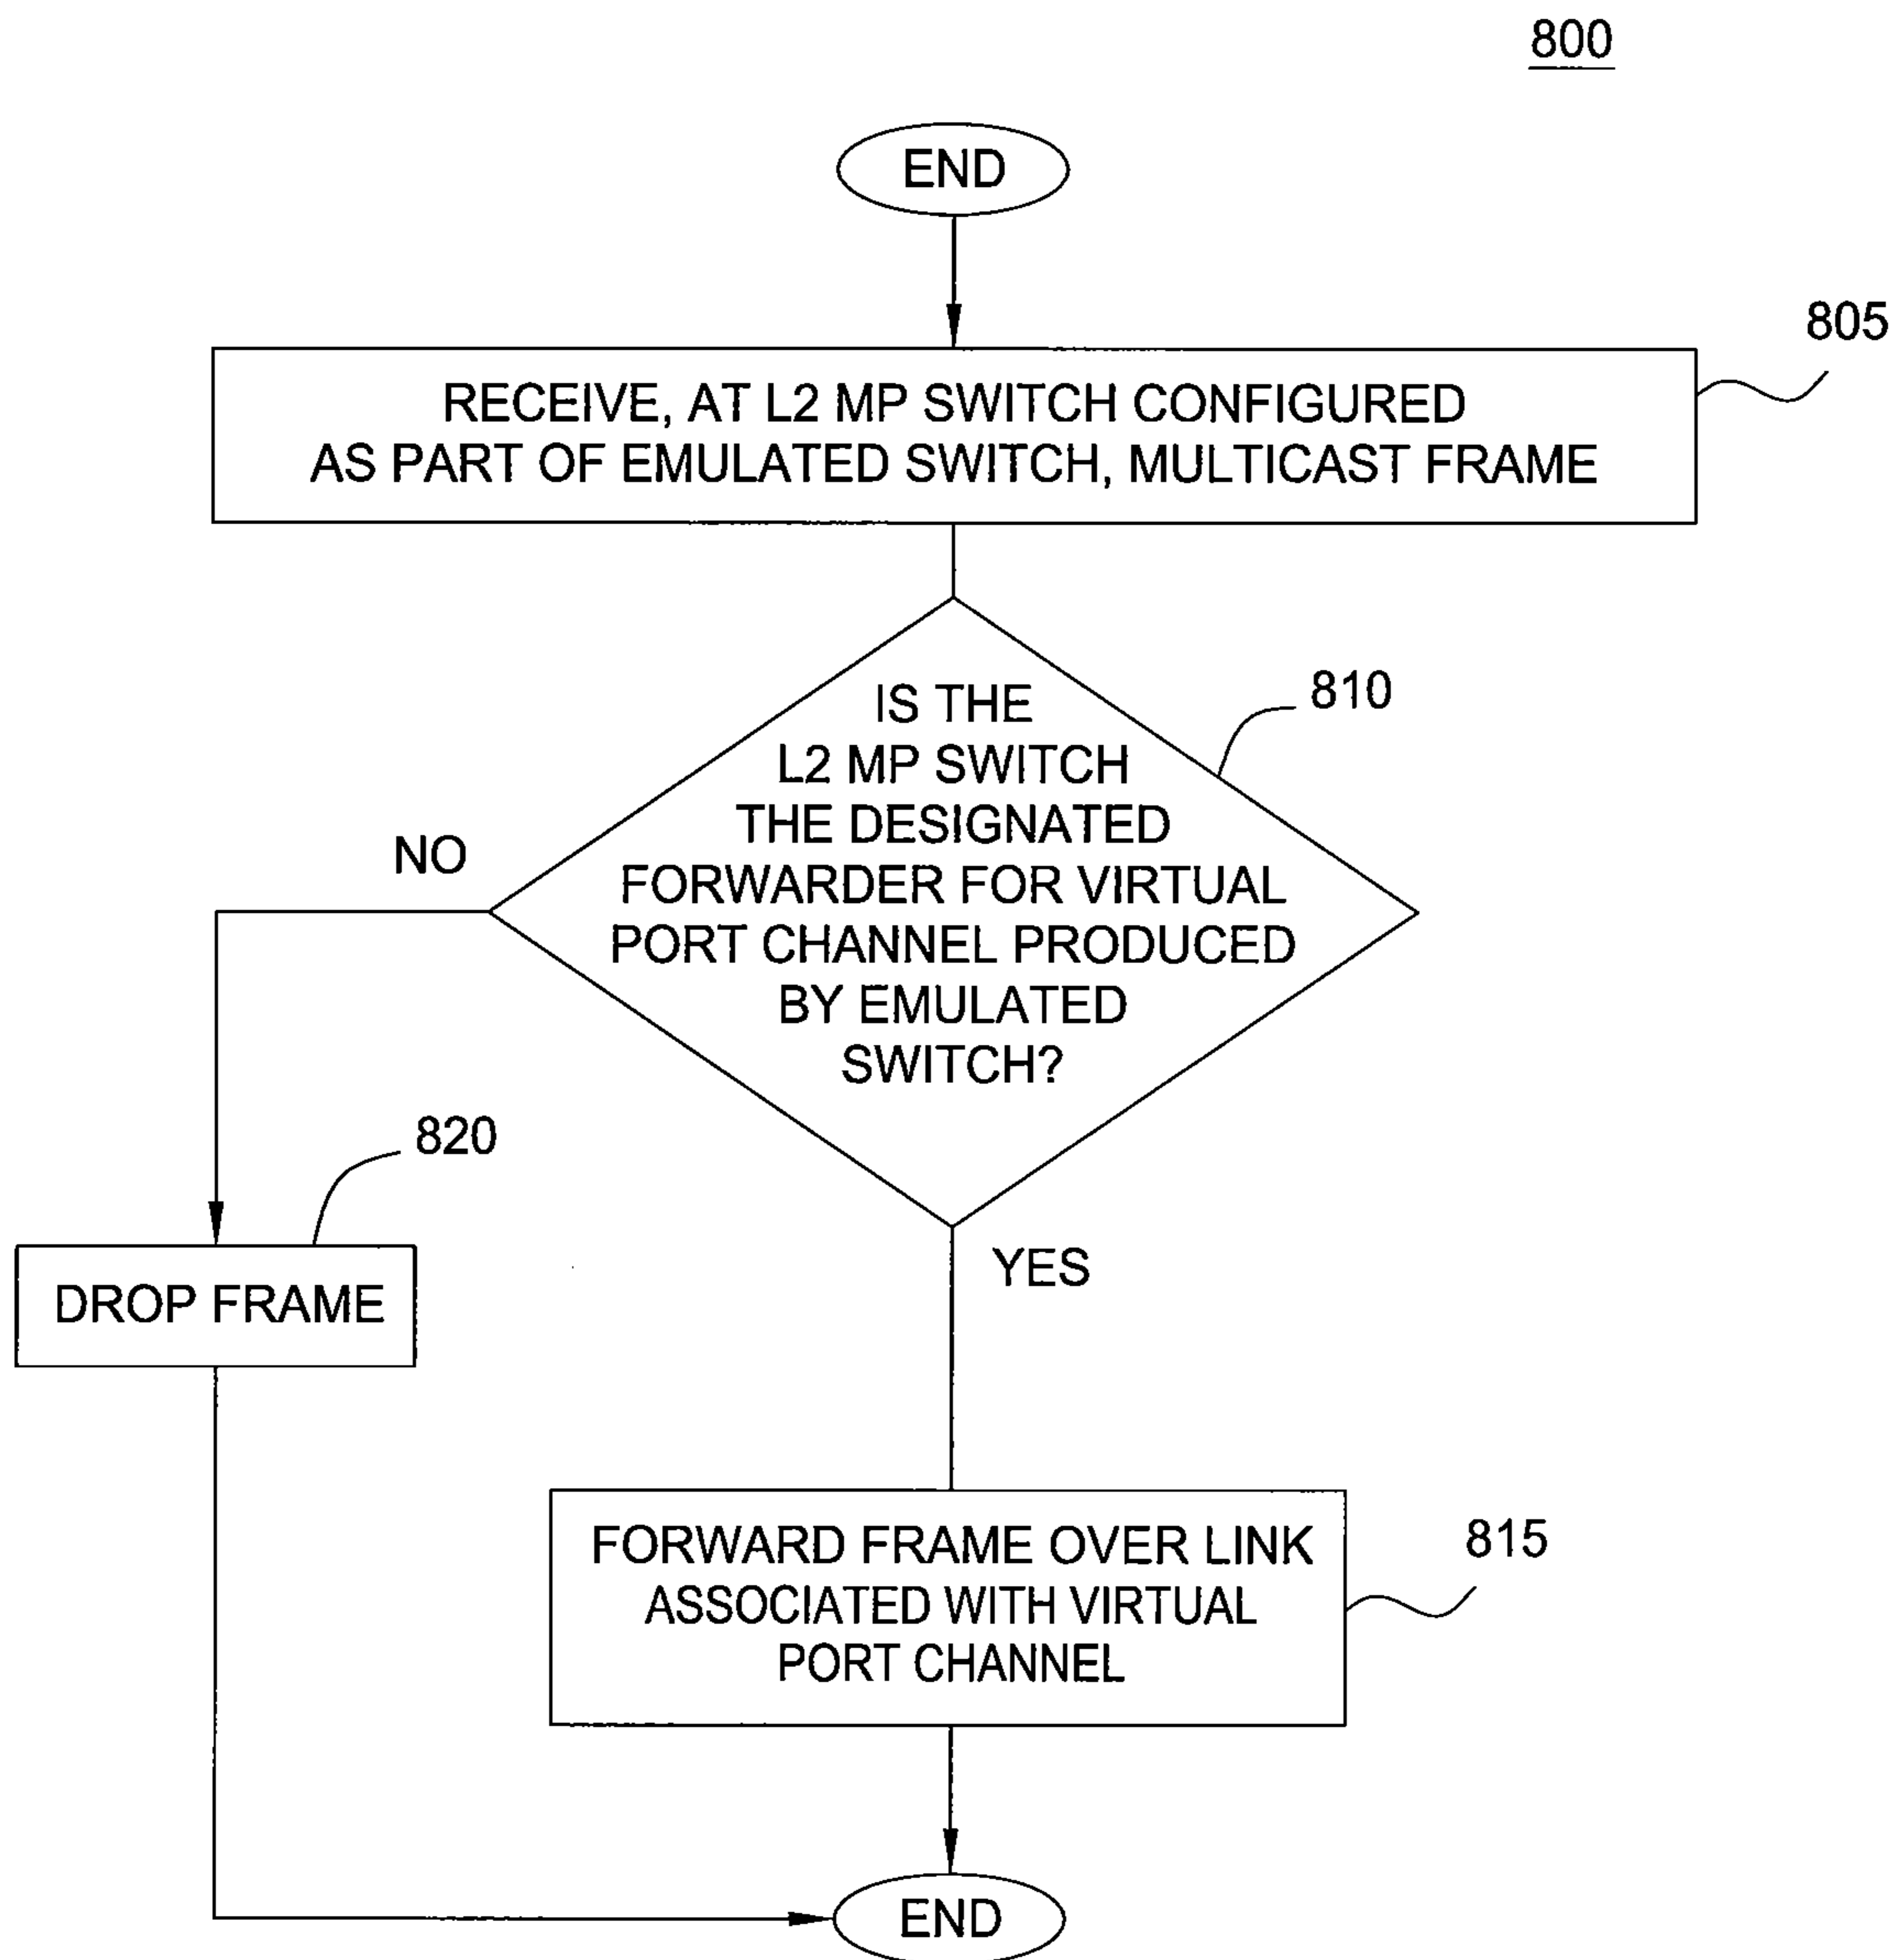 800
END
805
RECEIVE, AT L2 MP SWITCH CONFIGURED
AS PART OF EMULATED SWITCH, MULTICAST FRAME
810
IS THE
L2 MP SWITCH
THE DESIGNATED
FORWARDER FOR VIRTUAL
PORT CHANNEL PRODUCED
BY EMULATED
SWITCH?
NO
820
YES
DROP FRAME
815
FORWARD FRAME OVER LINK
ASSOCIATED WITH VIRTUAL
PORT CHANNEL
END